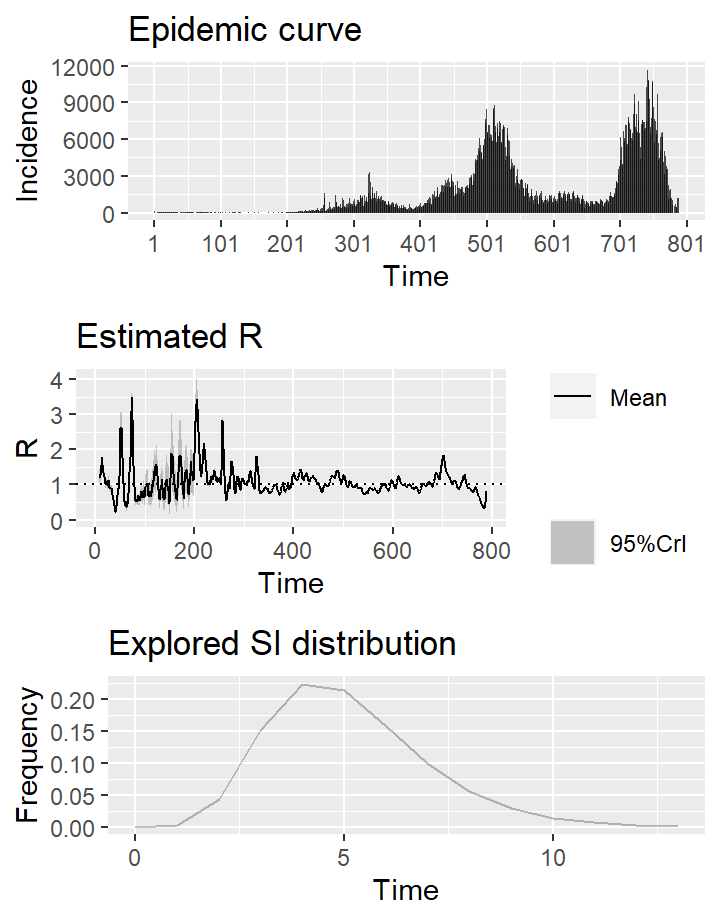 Epidemic curve
12000
9000
6000
3000
0
Incidence
1 101 201 301 401 501 601 701 801
Time
Estimated R
4
3
2
1
0
R
0 200 400 600 800
Time
Mean
95%CrI
Explored SI distribution
0.20
0.15
0.10
0.05
0.00
Frequency
0 5 10
Time